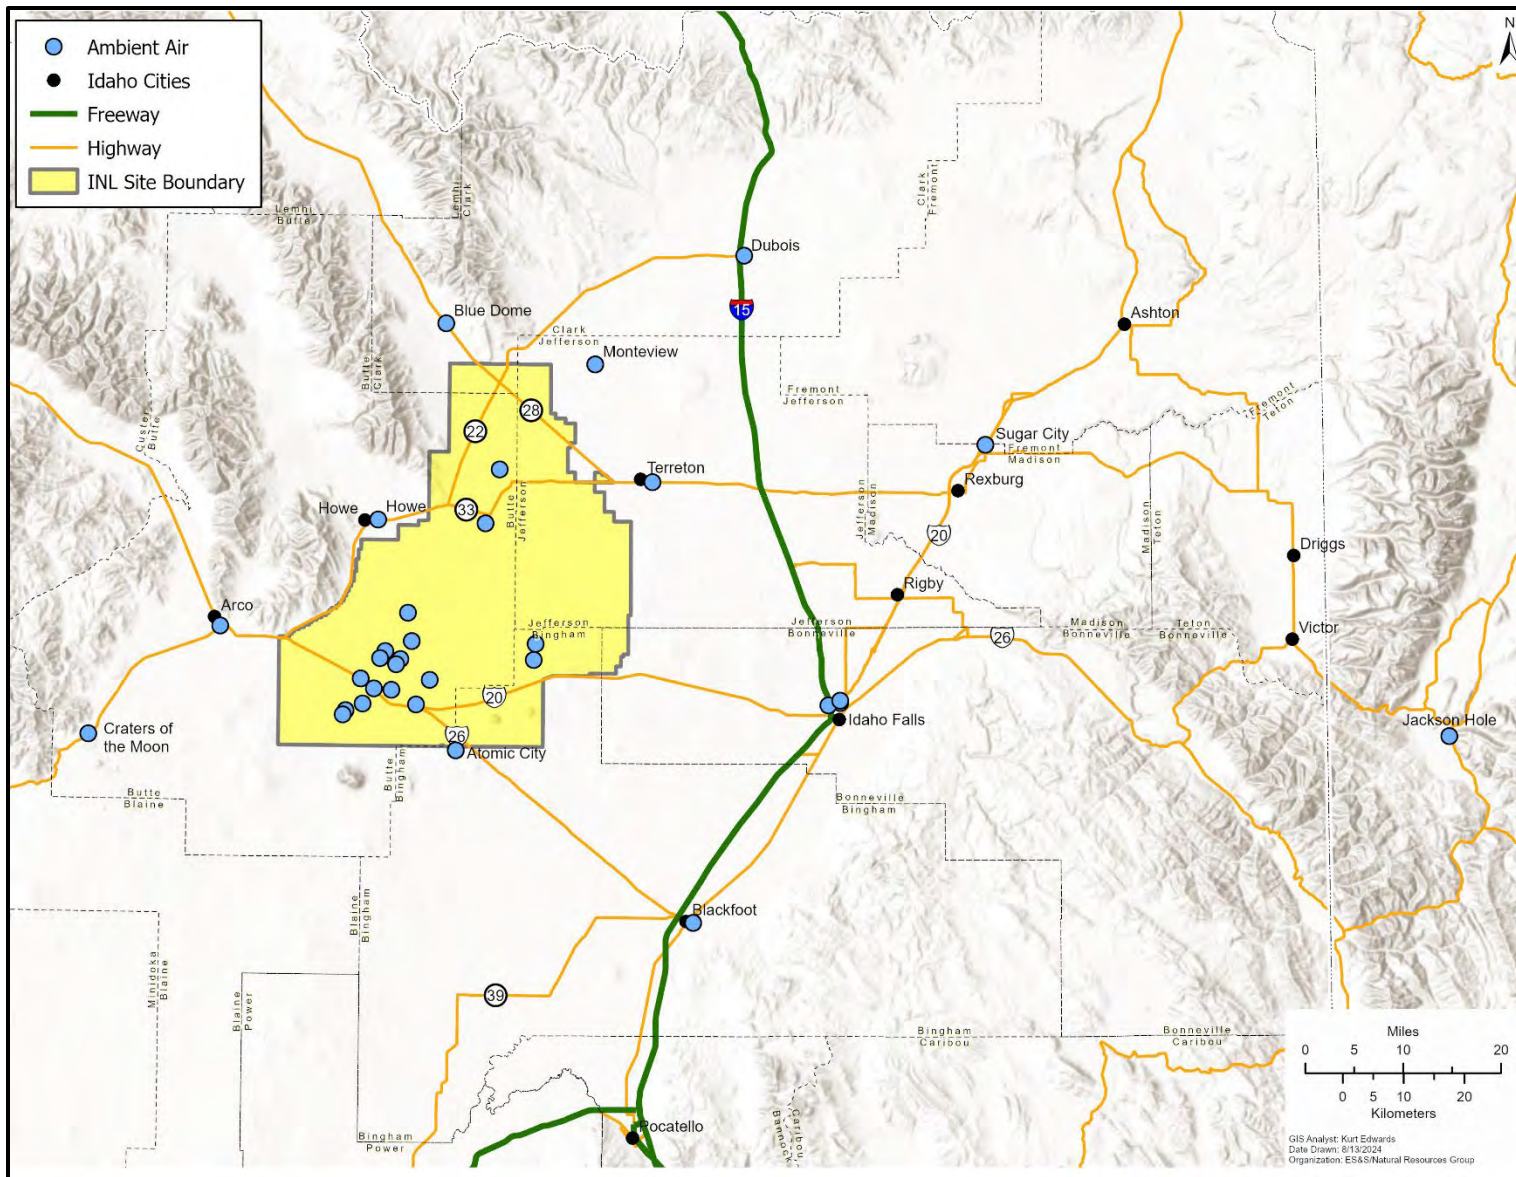 Ambient Air
Idaho Cities
Freeway
Highway
INL Site Boundary
N
Lemhi
Butte
Lemhi
Clark
Clark
Fremont
Dubois
15
Blue Dome
Clark
Jefferson
Monteview
Ashton
Butte
Clark
Fremont
Jefferson
Fremont
Teton
Custer
Butte
28
22
Sugar City
Fremont
Madison
Terreton
Rexburg
Howe
Howe
33
Butte
Jefferson
Jefferson
Madison
20
Madison
Teton
Driggs
Rigby
Arco
Jefferson
Bingham
Jefferson
Bonneville
26
Madison
Bonneville
Teton
Bonneville
Victor
20
Idaho Falls
Jackson Hole
Craters of
the Moon
26
Atomic City
Butte
Bingham
Butte
Blaine
Bonneville
Bingham
Blaine
Bingham
Blackfoot
Minidoka
Blaine
39
Blaine
Power
Bingham
Caribou
Bonneville
Caribou
Miles
0 5 10 20
0 5 10 20
Kilometers
Caribou
Bannock
Pocatello
Bingham
Power
GIS Analyst: Kurt Edwards
Date Drawn: 8/13/2024
Organization: ES&S/Natural Resources Group